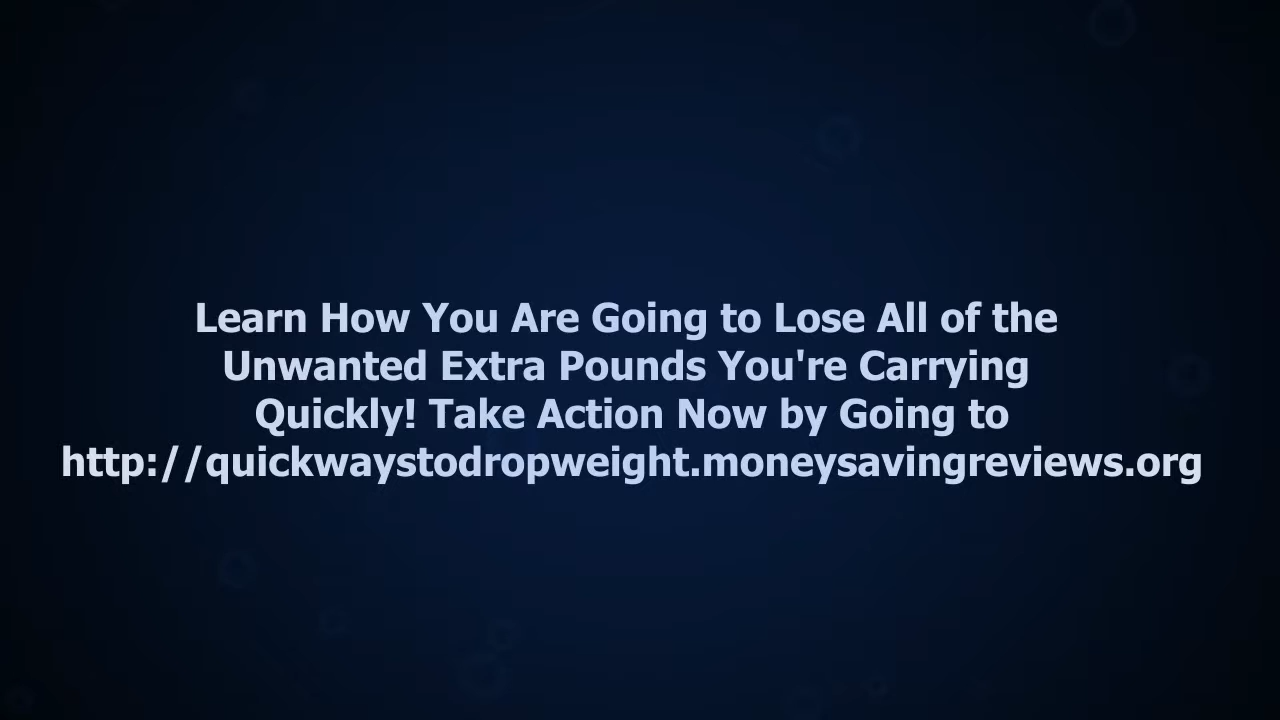 Learn How You Are Going to Lose All of the
Unwanted Extra Pounds You're Carrying
Quickly! Take Action Now by Going to
http://quickwaystodropweight.moneysavingreviews.org